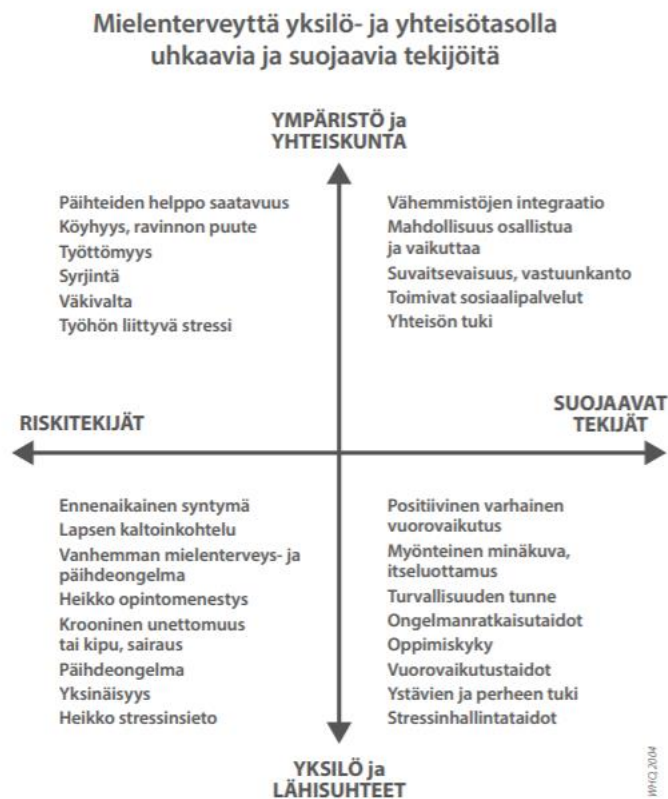 Mielenterveyttä yksilö- ja yhteisötasolla
uhkaavia ja suojaavia tekijöitä
YMPÄRISTÖ ja
YHTEISKUNTA
Päihteiden helppo saatavuus
Köyhyys, ravinnon puute
Työttömyys
Syrjintä
Väkivalta
Työhön liittyvä stressi
Vähemmistöjen integraatio
Mahdollisuus osallistua
ja vaikuttaa
Suvaitsevaisuus, vastuunkanto
Toimivat sosiaalipalvelut
Yhteisön tuki
RISKITEKIJÄT
SUOJAAVAT
TEKIJÄT
Ennenaikainen syntymä
Lapsen kaltoinkohtelu
Vanhemman mielenterveys- ja
päihdeongelma
Heikko opintomenestys
Krooninen unettomuus
tai kipu, sairaus
Päihdeongelma
Yksinäisyys
Heikko stressinsieto
Positiivinen varhainen
vuorovaikutus
Myönteinen minäkuva,
itseluottamus
Turvallisuuden tunne
Ongelmanratkaisutaidot
Oppimiskyky
Vuorovaikutustaidot
Ystävien ja perheen tuki
Stressinhallintataidot
YKSILÖ ja
LÄHISUHTEET
WHO, 2004